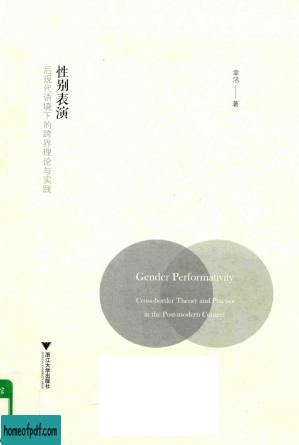 性别表演
后现代语境下的跨界理论与实践
幸洁——著
Gender Performativity
Cross-border Theory and Practice
in the Post-modern Context
浙江大学出版社
homeofpdf.com